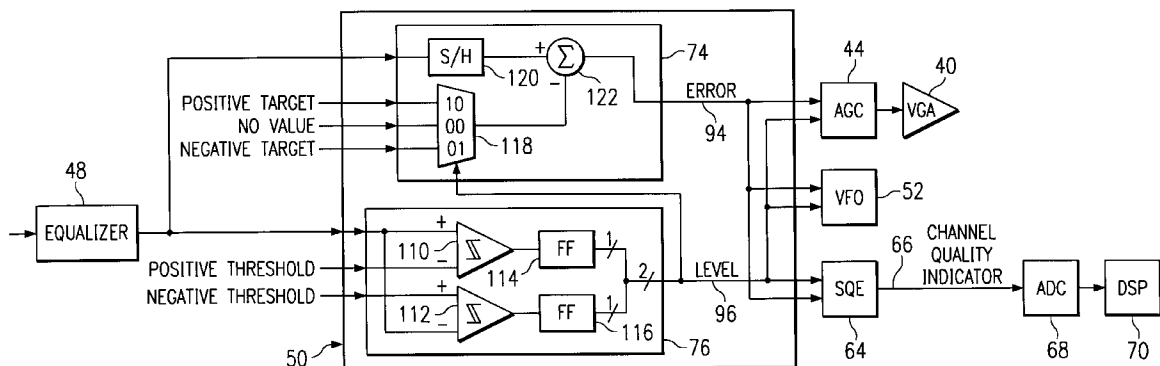 S/H
120
+
Σ
−
122
74
POSITIVE TARGET
NO VALUE
NEGATIVE TARGET
10
00
01
118
ERROR
94
44
AGC
40
VGA
VFO
52
48
EQUALIZER
+
110
−
114
FF
1
POSITIVE THRESHOLD
NEGATIVE THRESHOLD
+
112
−
FF
116
1
2
LEVEL
96
76
50
SQE
64
66
CHANNEL
QUALITY
INDICATOR
ADC
68
DSP
70